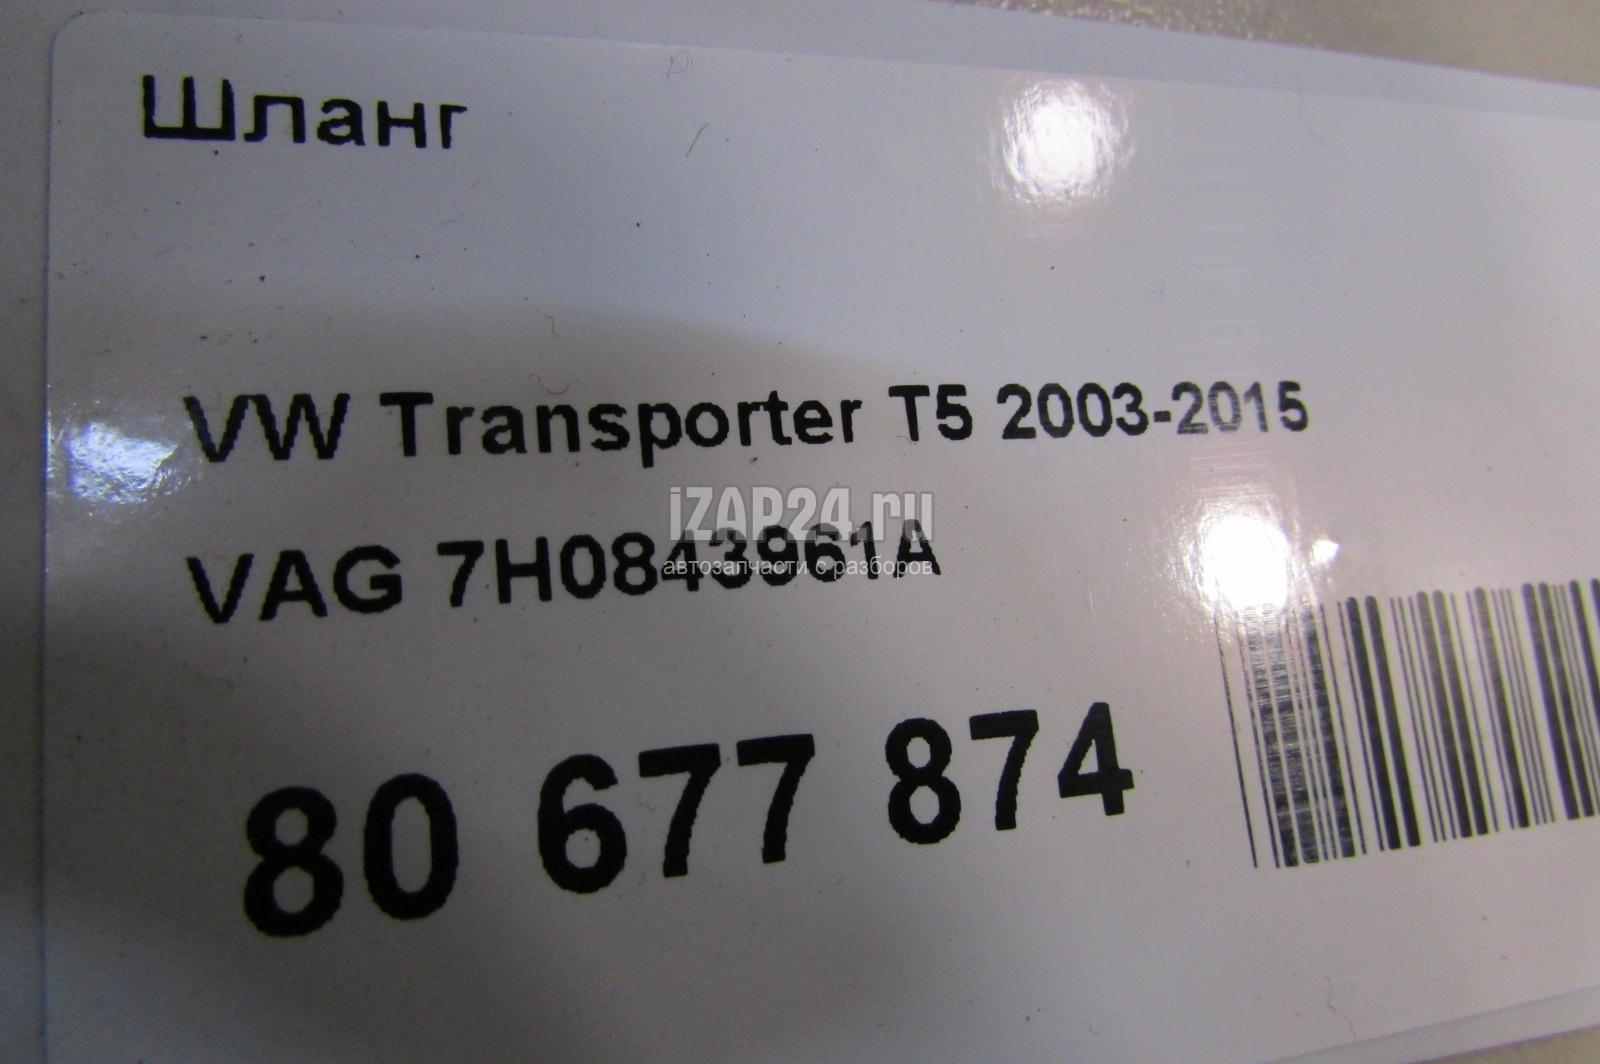 Шланг
VW Transporter T5 2003-2015
iZAP24.ru
VAG 7H0843961A
автозапчасти с разборов
80 677 874